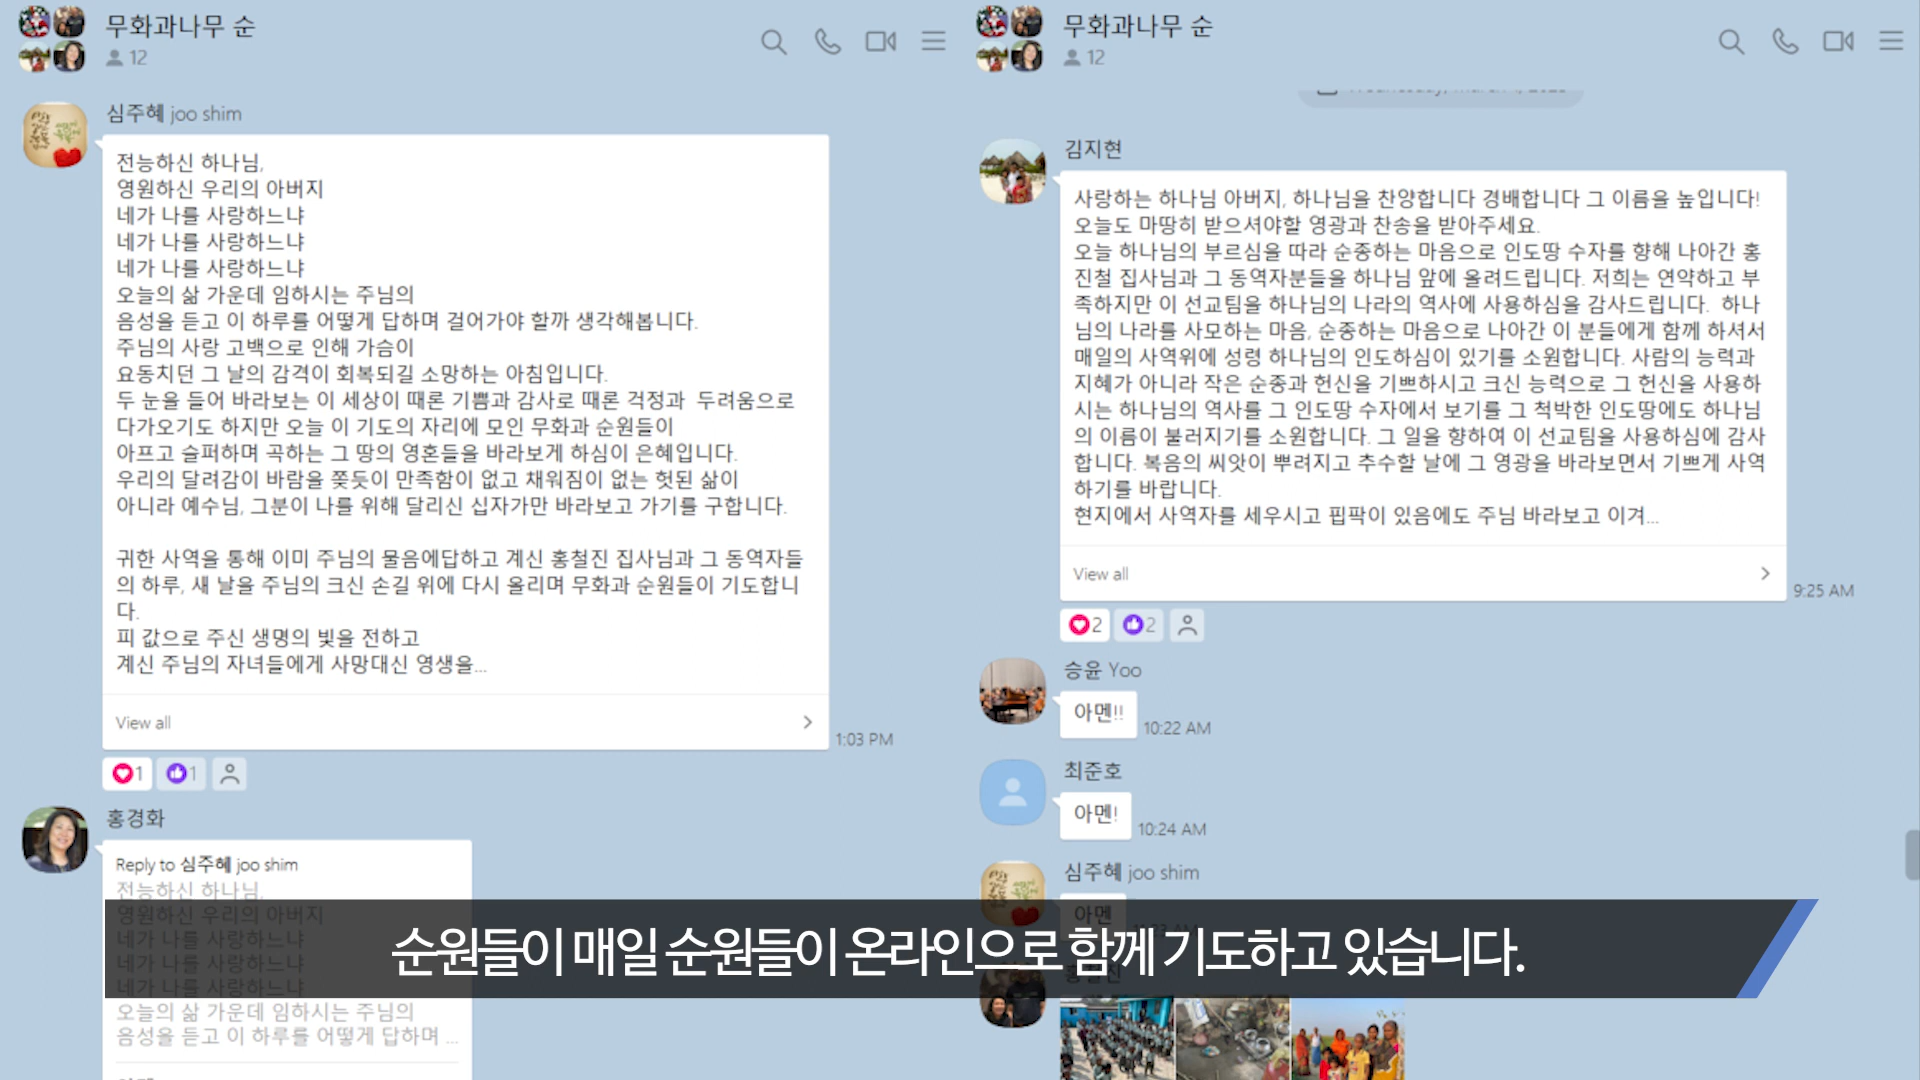 무화과나무 순
12
심주혜 joo shim
전능하신 하나님,
영원하신 우리의 아버지
네가 나를 사랑하느냐
네가 나를 사랑하느냐
네가 나를 사랑하느냐
오늘의 삶 가운데 임하시는 주님의
음성을 듣고 이 하루를 어떻게 답하며 걸어가야 할까 생각해봅니다.
주님의 사랑 고백으로 인해 가슴이
요동치던 그 날의 감격이 회복되길 소망하는 아침입니다.
두 눈을 들어 바라보는 이 세상이 때론 기쁨과 감사로 때론 걱정과 두려움으로
다가오기도 하지만 오늘 이 기도의 자리에 모인 무화과 순원들이
아프고 슬퍼하며 곡하는 그 땅의 영혼들을 바라보게 하심이 은혜입니다.
우리의 달려감이 바람을 쫒듯이 만족함이 없고 채워짐이 없는 헛된 삶이
아니라 예수님, 그분이 나를 위해 달리신 십자가만 바라보고 가기를 구합니다.
귀한 사역을 통해 이미 주님의 물음에답하고 계신 홍철진 집사님과 그 동역자들
의 하루, 새 날을 주님의 크신 손길 위에 다시 올리며 무화과 순원들이 기도합니
다.
피 값으로 주신 생명의 빛을 전하고
계신 주님의 자녀들에게 사망대신 영생을...
View all
1:03 PM
1
1
홍경화
Reply to 심주혜 joo shim
전능하신 하나님,
영원하신 우리의 아버지
네가 나를 사랑하느냐
네가 나를 사랑하느냐
네가 나를 사랑하느냐
오늘의 삶 가운데 임하시는 주님의
음성을 듣고 이 하루를 어떻게 답하며 ...
무화과나무 순
12
김지현
사랑하는 하나님 아버지, 하나님을 찬양합니다 경배합니다 그 이름을 높입니다!
오늘도 마땅히 받으셔야할 영광과 찬송을 받아주세요.
오늘 하나님의 부르심을 따라 순종하는 마음으로 인도땅 수자를 향해 나아간 홍
진철 집사님과 그 동역자분들을 하나님 앞에 올려드립니다. 저희는 연약하고 부
족하지만 이 선교팀을 하나님의 나라의 역사에 사용하심을 감사드립니다. 하나
님의 나라를 사모하는 마음, 순종하는 마음으로 나아간 이 분들에게 함께 하셔서
매일의 사역위에 성령 하나님의 인도하심이 있기를 소원합니다. 사람의 능력과
지혜가 아니라 작은 순종과 헌신을 기쁘하시고 크신 능력으로 그 헌신을 사용하
시는 하나님의 역사를 그 인도땅 수자에서 보기를 그 척박한 인도땅에도 하나님
의 이름이 불러지기를 소원합니다. 그 일을 향하여 이 선교팀을 사용하심에 감사
합니다. 복음의 씨앗이 뿌려지고 추수할 날에 그 영광을 바라보면서 기쁘게 사역
하기를 바랍니다.
현지에서 사역자를 세우시고 핍팍이 있음에도 주님 바라보고 이겨...
View all
9:25 AM
2
2
승윤 Yoo
아멘!!
10:22 AM
최준호
아멘!
10:24 AM
심주혜 joo shim
아멘
순원들이 매일 순원들이 온라인으로 함께 기도하고 있습니다.